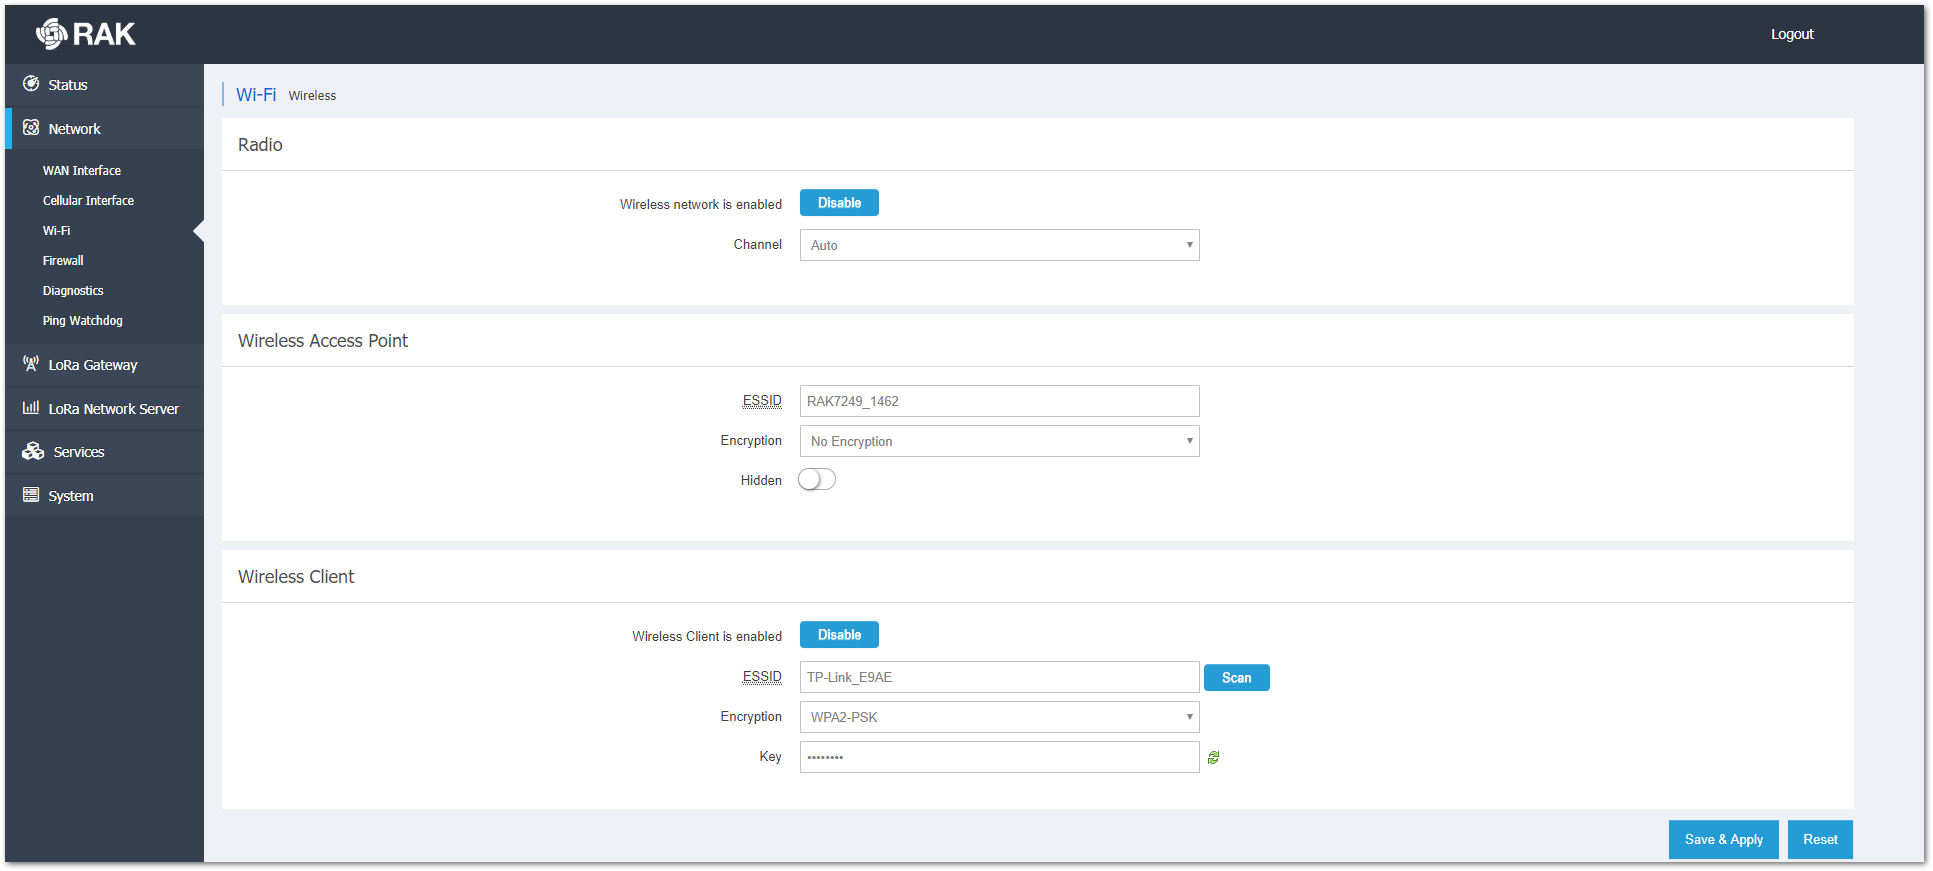 RAK
Logout
Status
Network
WAN Interface
Cellular Interface
Wi-Fi
Firewall
Diagnostics
Ping Watchdog
LoRa Gateway
LoRa Network Server
Services
System
Wi-Fi Wireless
Radio
Wireless network is enabled Disable
Channel Auto
Wireless Access Point
ESSID RAK7249_1462
Encryption No Encryption
Hidden
Wireless Client
Wireless Client is enabled Disable
ESSID TP-Link_E9AE Scan
Encryption WPA2-PSK
Key ••••••••
Save & Apply Reset